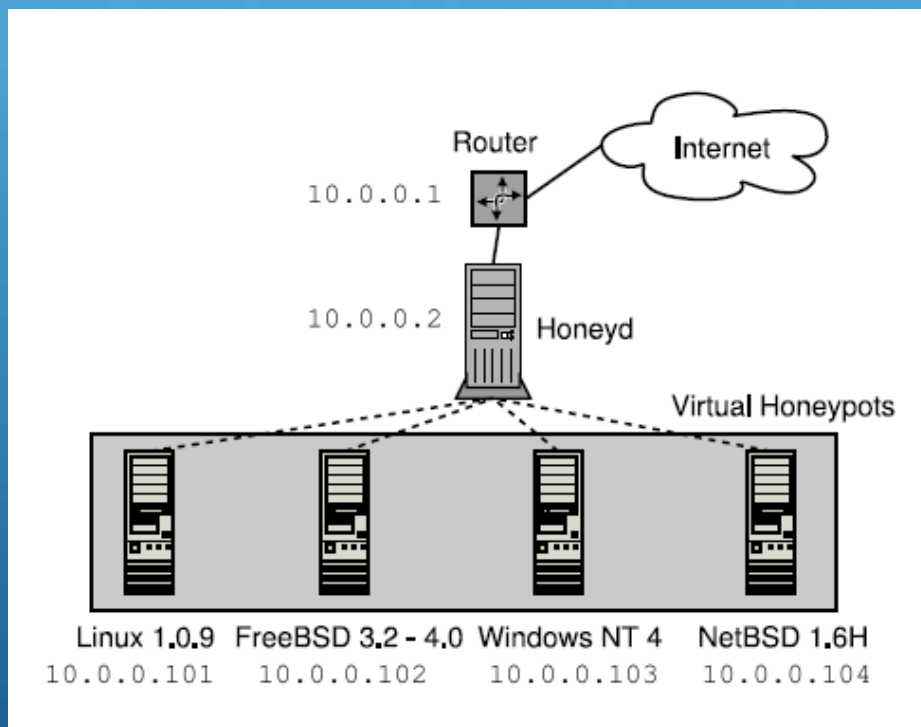 Router
Internet
10.0.0.1
10.0.0.2
Honeyd
Virtual Honeypots
Linux 1.0.9 FreeBSD 3.2 - 4.0 Windows NT 4 NetBSD 1.6H
10.0.0.101 10.0.0.102 10.0.0.103 10.0.0.104